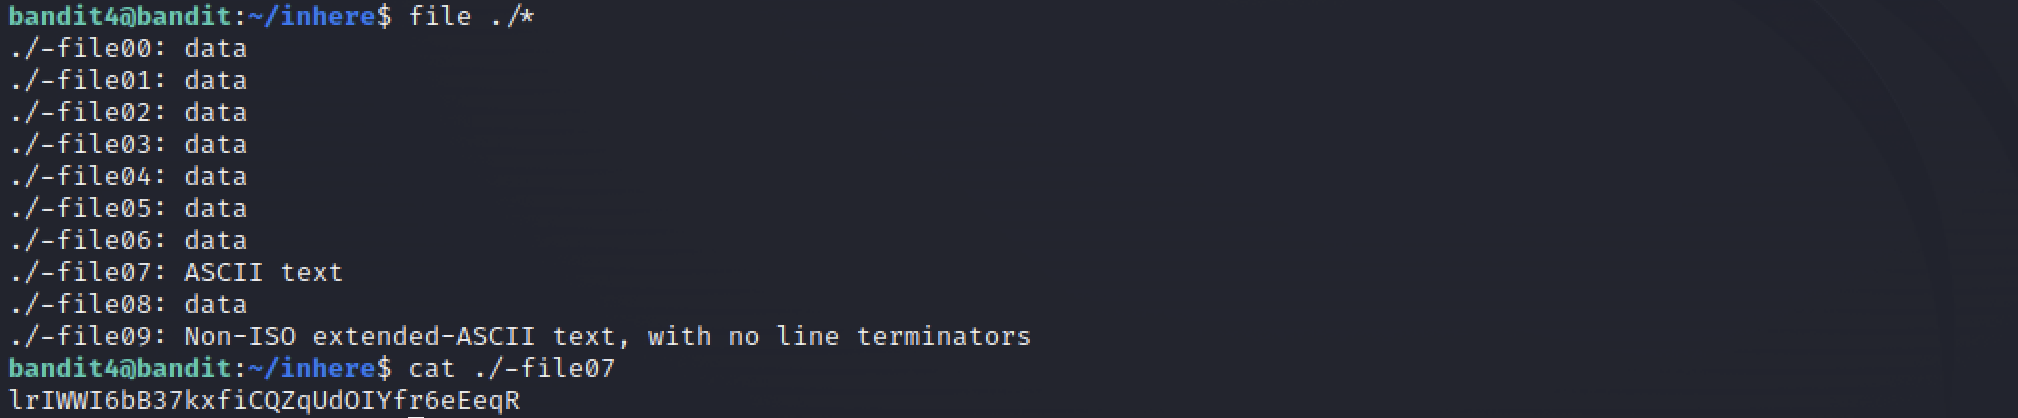 bandit4@bandit:~/inhere$ file ./*
./-file00: data
./-file01: data
./-file02: data
./-file03: data
./-file04: data
./-file05: data
./-file06: data
./-file07: ASCII text
./-file08: data
./-file09: Non-ISO extended-ASCII text, with no line terminators
bandit4@bandit:~/inhere$ cat ./-file07
lrIWWI6bB37kxfiCQZqUdOIYfr6eEeqR